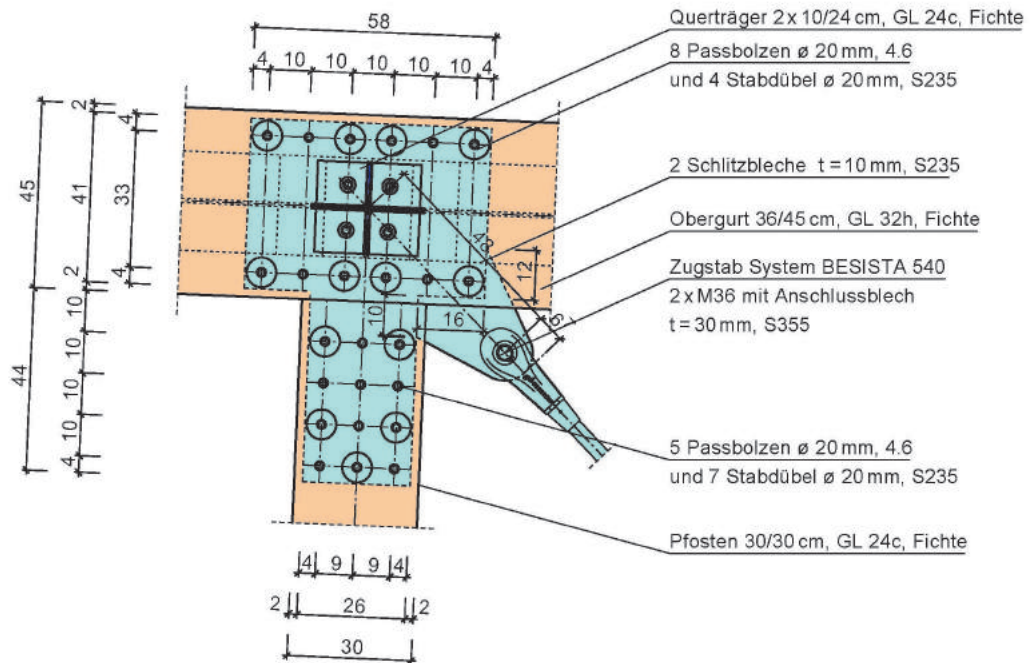 58
4 10 10 10 10 10 4
Querträger 2 x 10/24 cm, GL 24c, Fichte
8 Passbolzen ø 20 mm, 4.6
und 4 Stabdübel ø 20 mm, S235
2 Schlitzbleche t = 10 mm, S235
Obergurt 36/45 cm, GL 32h, Fichte
Zugstab System BESISTA 540
2 x M36 mit Anschlussblech
t = 30 mm, S355
5 Passbolzen ø 20 mm, 4.6
und 7 Stabdübel ø 20 mm, S235
Pfosten 30/30 cm, GL 24c, Fichte
45
44
2
41
2
10
10
10
10
4
4
33
4
12
6
16
10
4 9 9 4
2 26 2
30